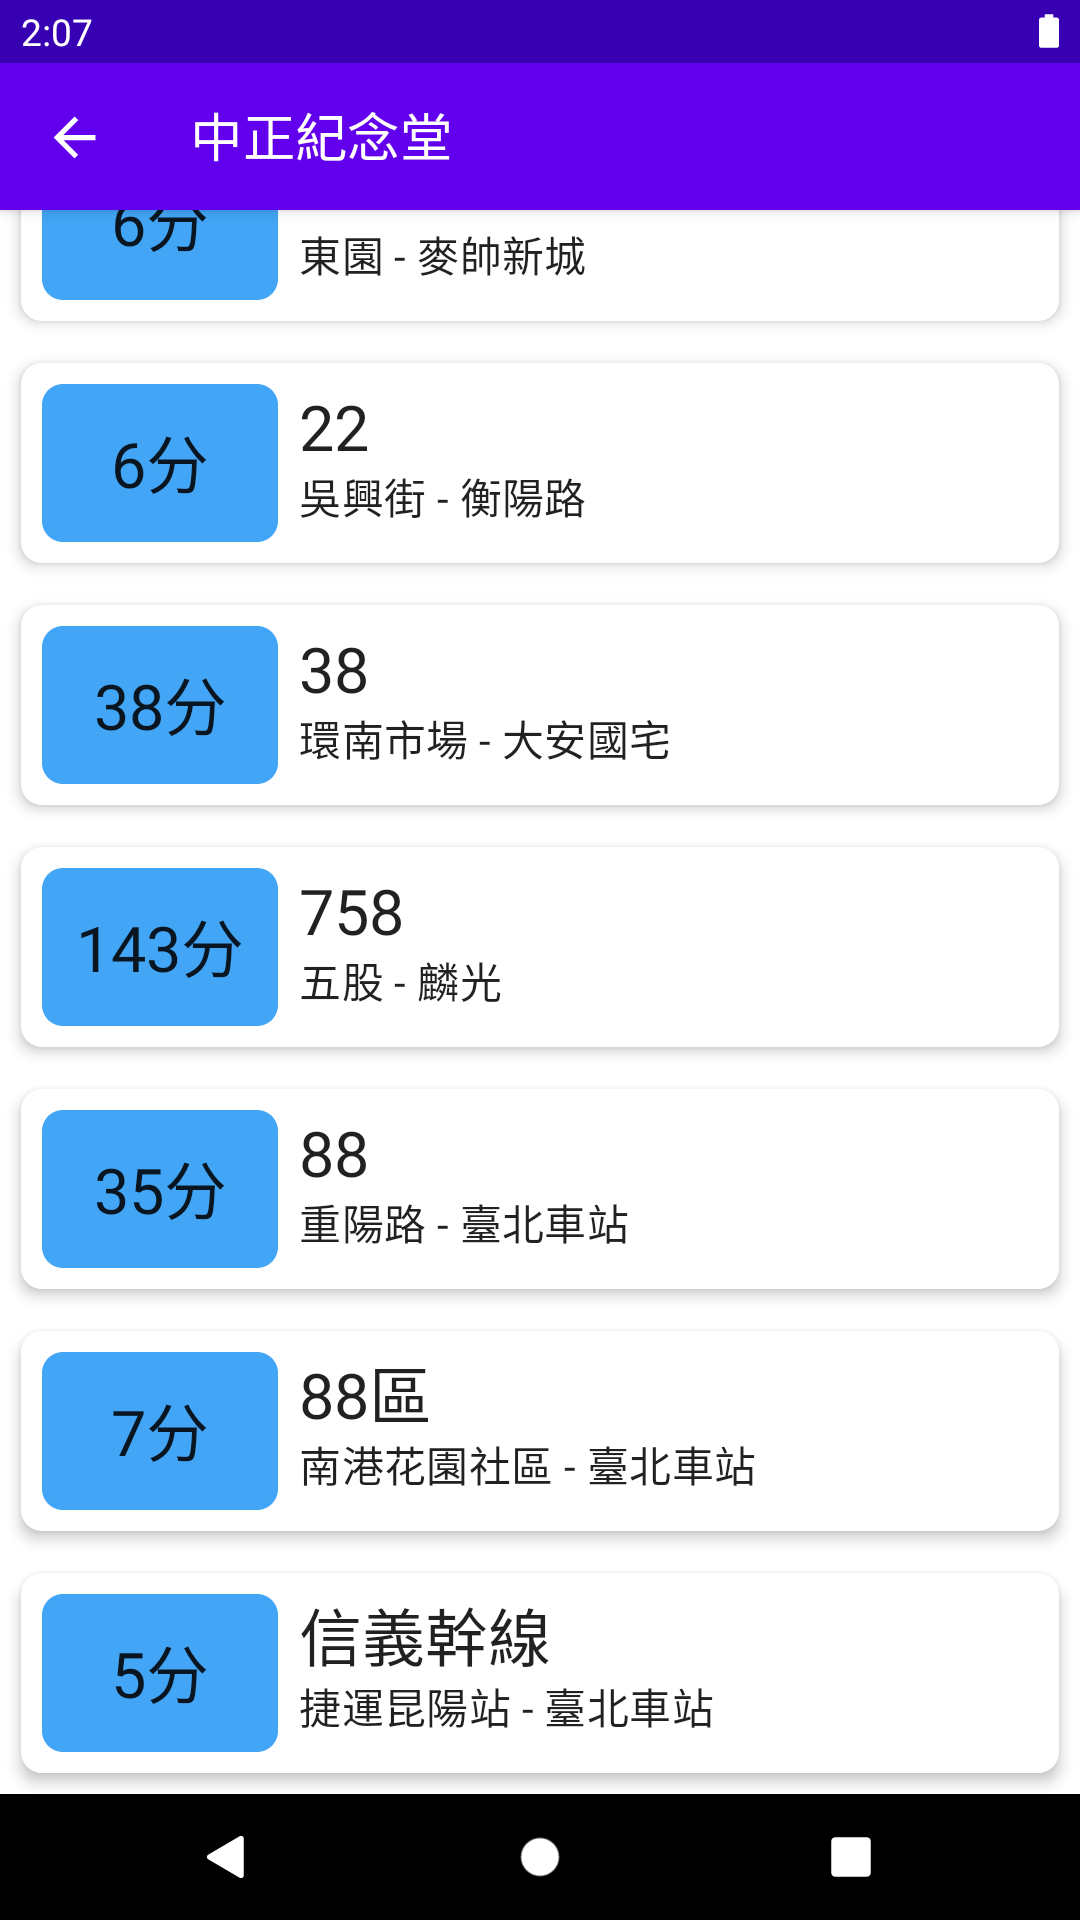 2:07
中正紀念堂
6分
東園 - 麥帥新城
6分
22
吳興街 - 衡陽路
38分
38
環南市場 - 大安國宅
143分
758
五股 - 麟光
35分
88
重陽路 - 臺北車站
7分
88區
南港花園社區 - 臺北車站
5分
信義幹線
捷運昆陽站 - 臺北車站